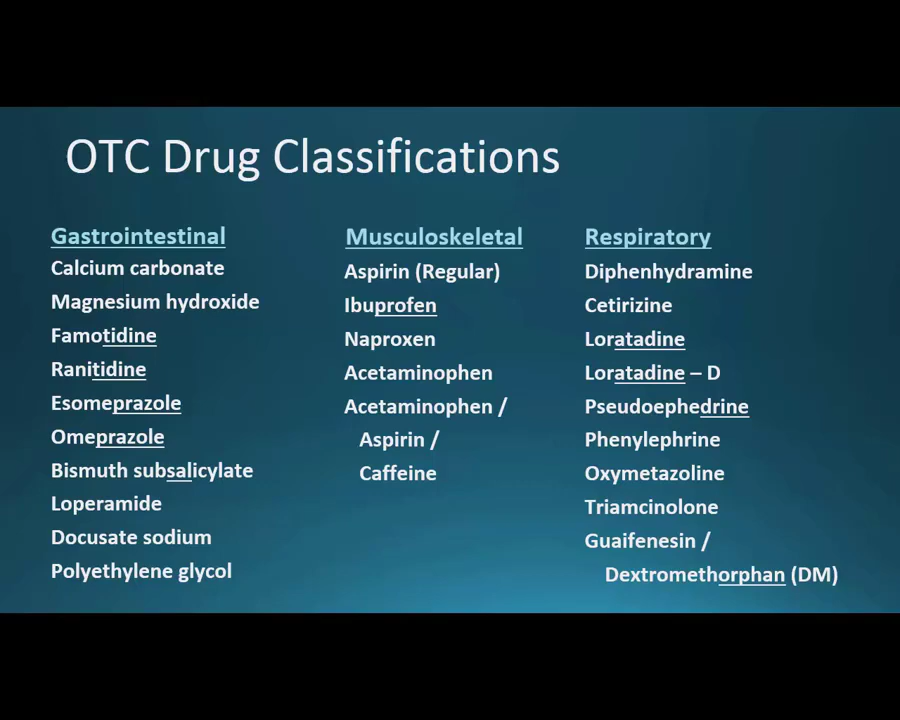 OTC Drug Classifications
Gastrointestinal
Calcium carbonate
Magnesium hydroxide
Famotidine
Ranitidine
Esomeprazole
Omeprazole
Bismuth subsalicylate
Loperamide
Docusate sodium
Polyethylene glycol
Musculoskeletal
Aspirin (Regular)
Ibuprofen
Naproxen
Acetaminophen
Acetaminophen /
Aspirin /
Caffeine
Respiratory
Diphenhydramine
Cetirizine
Loratadine
Loratadine – D
Pseudoephedrine
Phenylephrine
Oxymetazoline
Triamcinolone
Guaifenesin /
Dextromethorphan (DM)